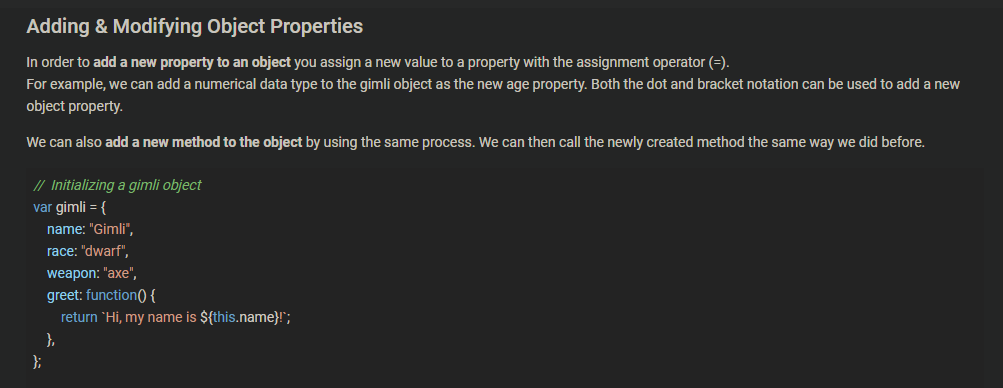 Adding & Modifying Object Properties
In order to add a new property to an object you assign a new value to a property with the assignment operator (=).
For example, we can add a numerical data type to the gimli object as the new age property. Both the dot and bracket notation can be used to add a new
object property.
We can also add a new method to the object by using the same process. We can then call the newly created method the same way we did before.
// Initializing a gimli object
var gimli = {
name: "Gimli",
race: "dwarf",
weapon: "axe",
greet: function() {
return `Hi, my name is ${this.name}!`;
},
};